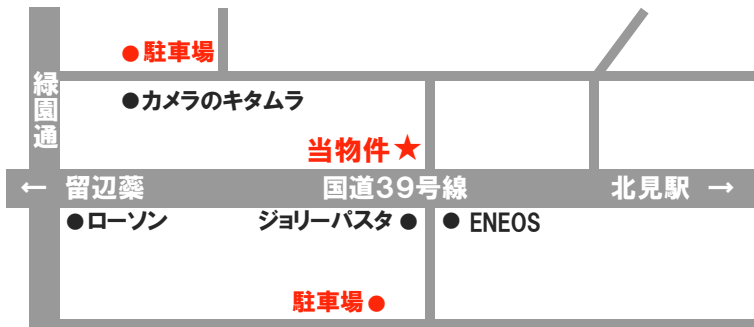 ●駐車場
緑園通
●カメラのキタムラ
当物件★
← 留辺蘂 国道39号線 北見駅 →
●ローソン ジョリーパスタ● ● ENEOS
駐車場●